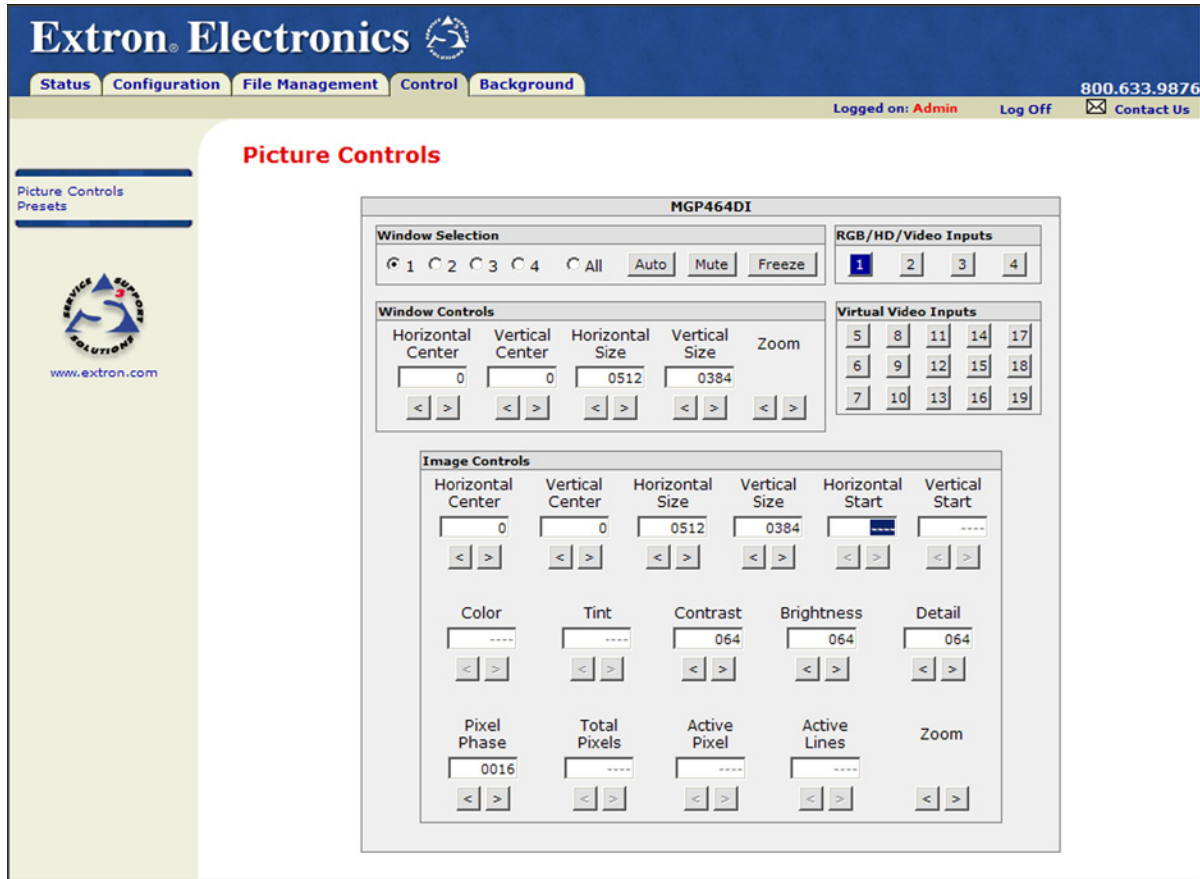 Extron® Electronics
Status Configuration File Management Control Background
800.633.9876
Logged on: Admin Log Off Contact Us
Picture Controls
Presets
SERVICE SUPPORT SOLUTIONS
S3
www.extron.com
Picture Controls
MGP464DI
Window Selection
1 2 3 4 All Auto Mute Freeze
RGB/HD/Video Inputs
1 2 3 4
Window Controls
Horizontal Center Vertical Center Horizontal Size Vertical Size Zoom
0 0 0512 0384
< > < > < > < > < >
Virtual Video Inputs
5 8 11 14 17
6 9 12 15 18
7 10 13 16 19
Image Controls
Horizontal Center Vertical Center Horizontal Size Vertical Size Horizontal Start Vertical Start
0 0 0512 0384 ---- ----
< > < > < > < > < > < >
Color Tint Contrast Brightness Detail
---- ---- 064 064 064
< > < > < > < > < >
Pixel Phase Total Pixels Active Pixel Active Lines Zoom
0016 ---- ---- ----
< > < > < > < > < >